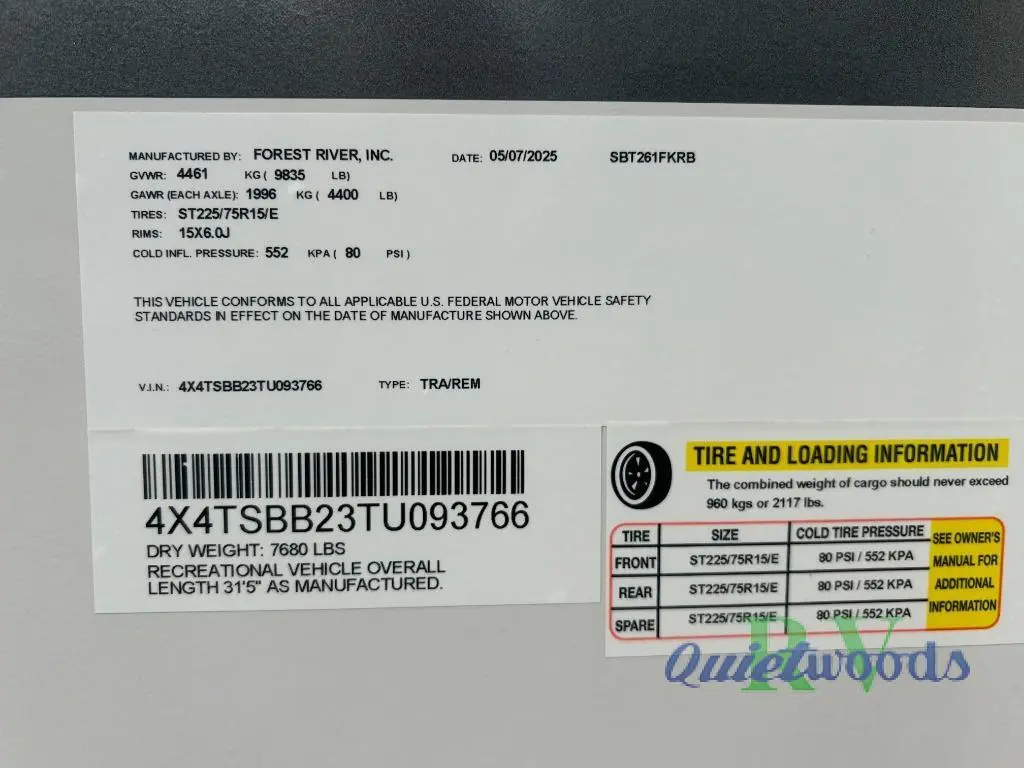 MANUFACTURED BY: FOREST RIVER, INC. DATE: 05/07/2025 SBT261FKRB
GVWR: 4461 KG ( 9835 LB)
GAWR (EACH AXLE): 1996 KG ( 4400 LB)
TIRES: ST225/75R15/E
RIMS: 15X6.0J
COLD INFL. PRESSURE: 552 KPA ( 80 PSI )
THIS VEHICLE CONFORMS TO ALL APPLICABLE U.S. FEDERAL MOTOR VEHICLE SAFETY
STANDARDS IN EFFECT ON THE DATE OF MANUFACTURE SHOWN ABOVE.
V.I.N.: 4X4TSBB23TU093766 TYPE: TRA/REM
4X4TSBB23TU093766
DRY WEIGHT: 7680 LBS
RECREATIONAL VEHICLE OVERALL
LENGTH 31'5" AS MANUFACTURED.
TIRE AND LOADING INFORMATION
The combined weight of cargo should never exceed
960 kgs or 2117 lbs.
TIRE SIZE COLD TIRE PRESSURE
FRONT ST225/75R15/E 80 PSI / 552 KPA
REAR ST225/75R15/E 80 PSI / 552 KPA
SPARE ST225/75R15/E 80 PSI / 552 KPA
SEE OWNER'S
MANUAL FOR
ADDITIONAL
INFORMATION
Quietwoods RV